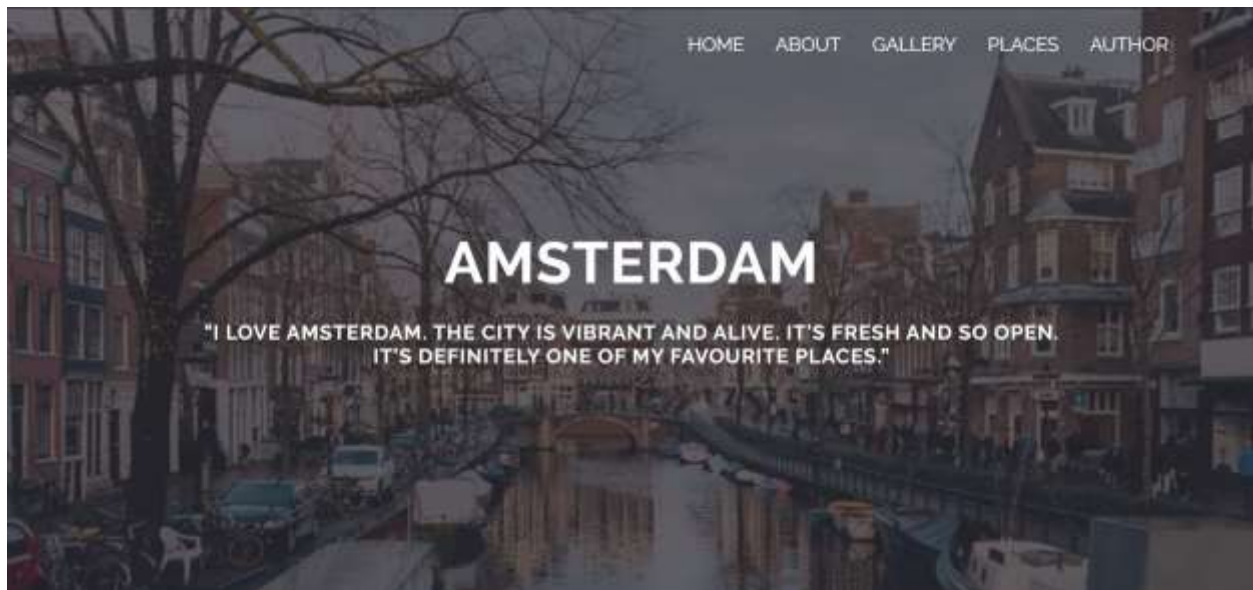 HOME ABOUT GALLERY PLACES AUTHOR
AMSTERDAM
"I LOVE AMSTERDAM. THE CITY IS VIBRANT AND ALIVE. IT'S FRESH AND SO OPEN.
IT'S DEFINITELY ONE OF MY FAVOURITE PLACES."